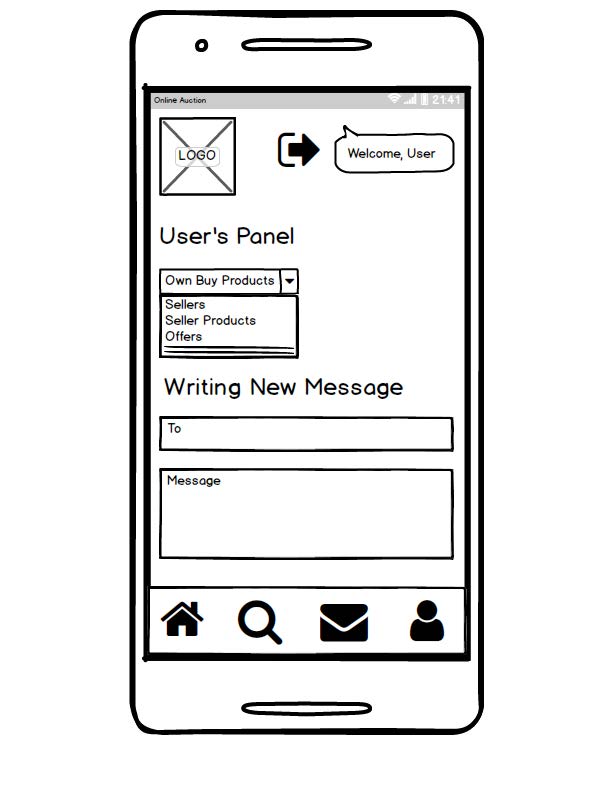 Online Auction 21:41
LOGO
Welcome, User
User's Panel
Own Buy Products
Sellers
Seller Products
Offers
Writing New Message
To
Message